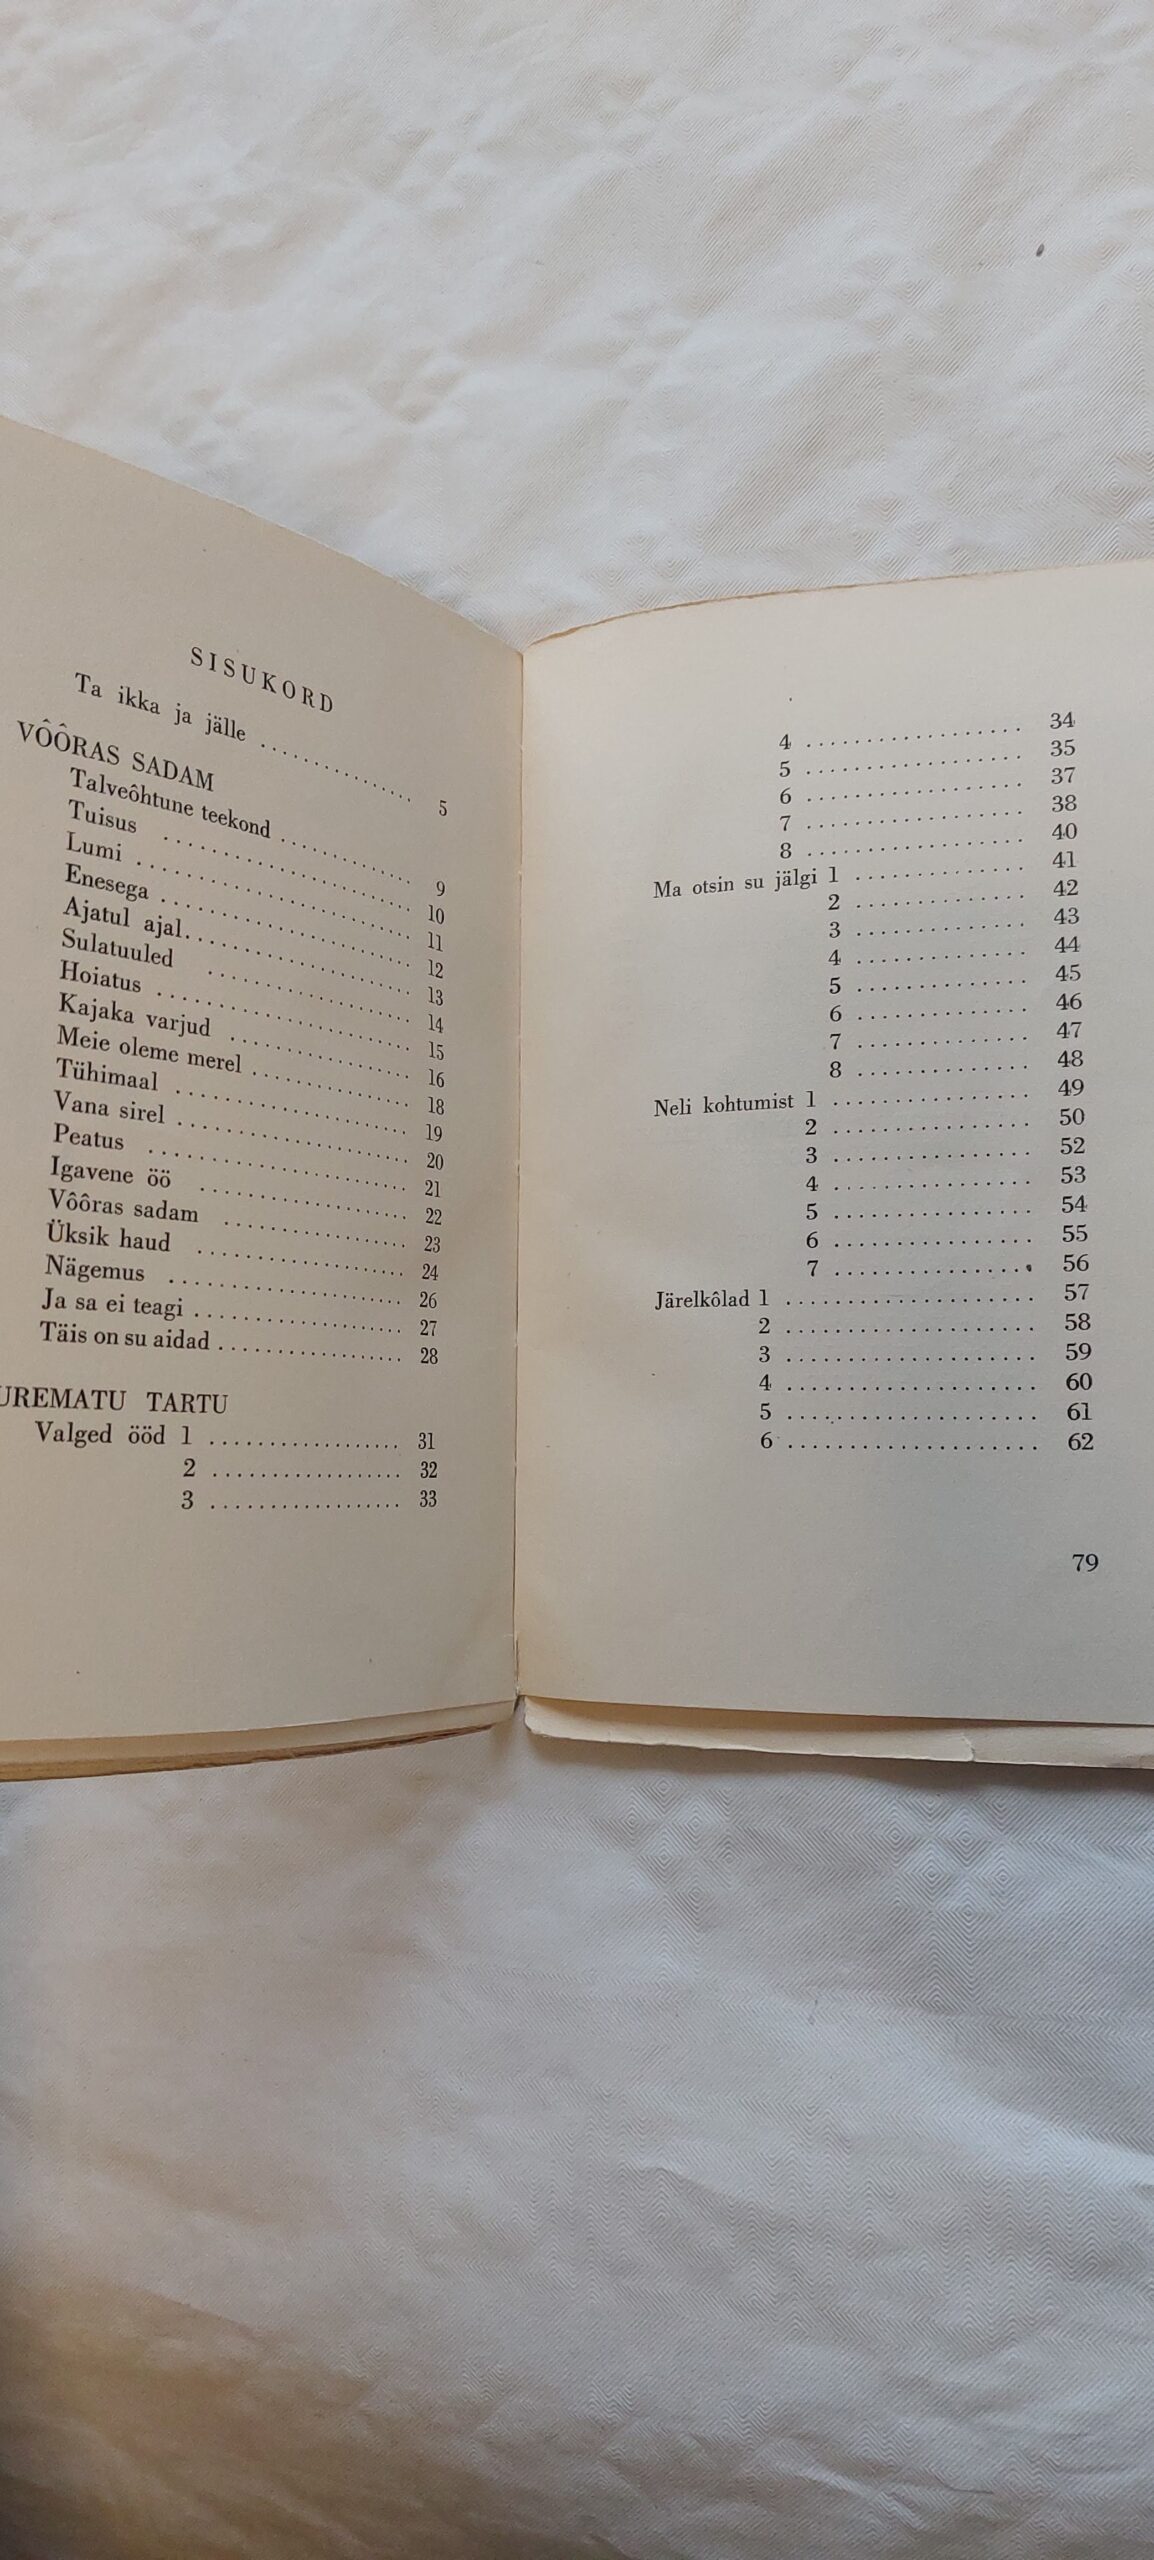 SISUKORD
Ta ikka ja jälle .................. 5
VÔÔRAS SADAM
Talveôhtune teekond ............. 9
Tuisus ..................... 10
Lumi ....................... 11
Enesega .................... 12
Ajatul ajal .................. 13
Sulatuuled .................. 14
Hoiatus ..................... 15
Kajaka varjud ................ 16
Meie oleme merel .............. 18
Tühimaal .................... 19
Vana sirel ................... 20
Peatus ...................... 21
Igavene öö ................... 22
Vôôras sadam ................. 23
Üksik haud ................... 24
Nägemus .................... 26
Ja sa ei teagi ................. 27
Täis on su aidad ............... 28
UREMATU TARTU
Valged ööd 1 ................ 31
2 ................ 32
3 ................ 33
4 .................. 34
5 .................. 35
6 .................. 37
7 .................. 38
8 .................. 40
Ma otsin su jälgi 1 .............. 41
2 .............. 42
3 .............. 43
4 .............. 44
5 .............. 45
6 .............. 46
7 .............. 47
8 .............. 48
Neli kohtumist 1 ................ 49
2 ................ 50
3 ................ 52
4 ................ 53
5 ................ 54
6 ................ 55
7 ................ 56
Järelkôlad 1 .................... 57
2 .................... 58
3 .................... 59
4 .................... 60
5 .................... 61
6 .................... 62
79